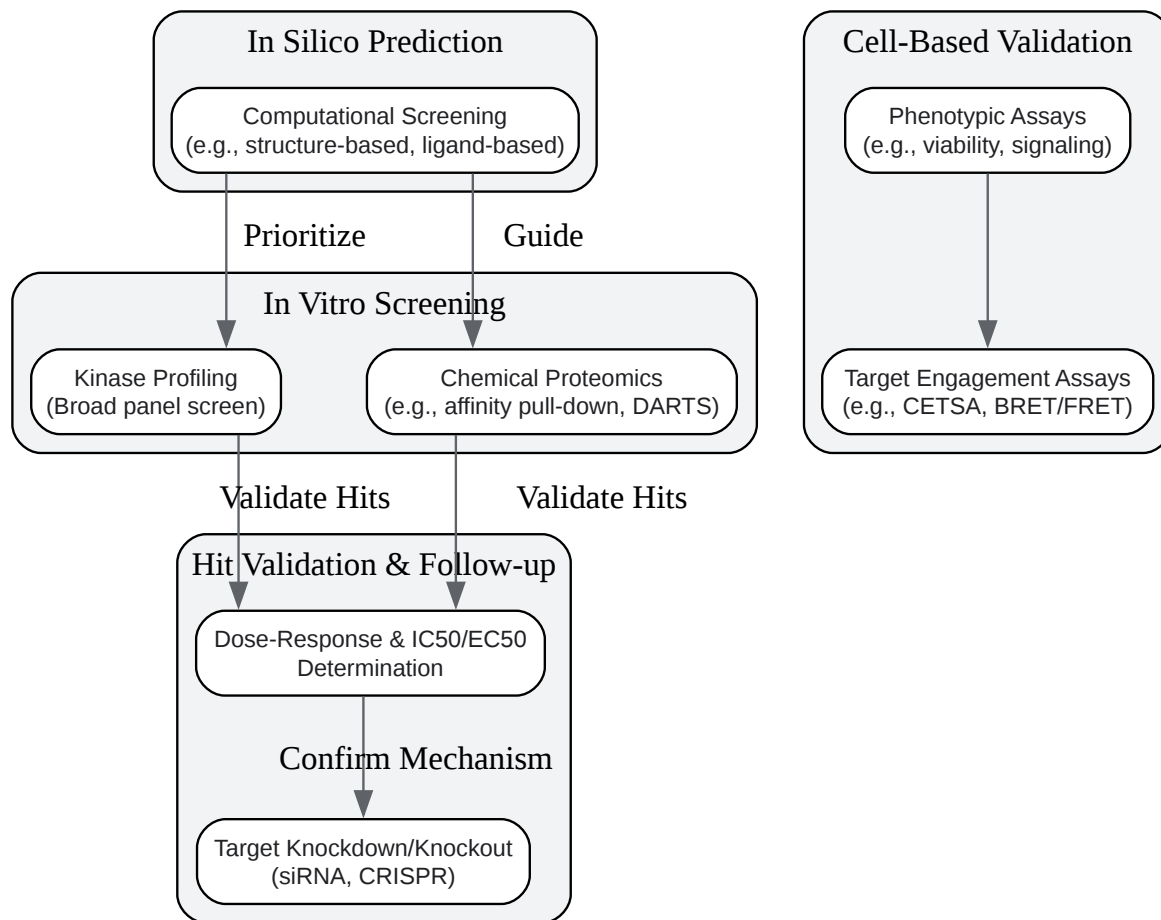 In Silico Prediction
Computational Screening
(e.g., structure-based, ligand-based)
Prioritize
Guide
In Vitro Screening
Kinase Profiling
(Broad panel screen)
Chemical Proteomics
(e.g., affinity pull-down, DARTS)
Validate Hits
Validate Hits
Hit Validation & Follow-up
Dose-Response & IC50/EC50
Determination
Confirm Mechanism
Target Knockdown/Knockout
(siRNA, CRISPR)
Cell-Based Validation
Phenotypic Assays
(e.g., viability, signaling)
Target Engagement Assays
(e.g., CETSA, BRET/FRET)